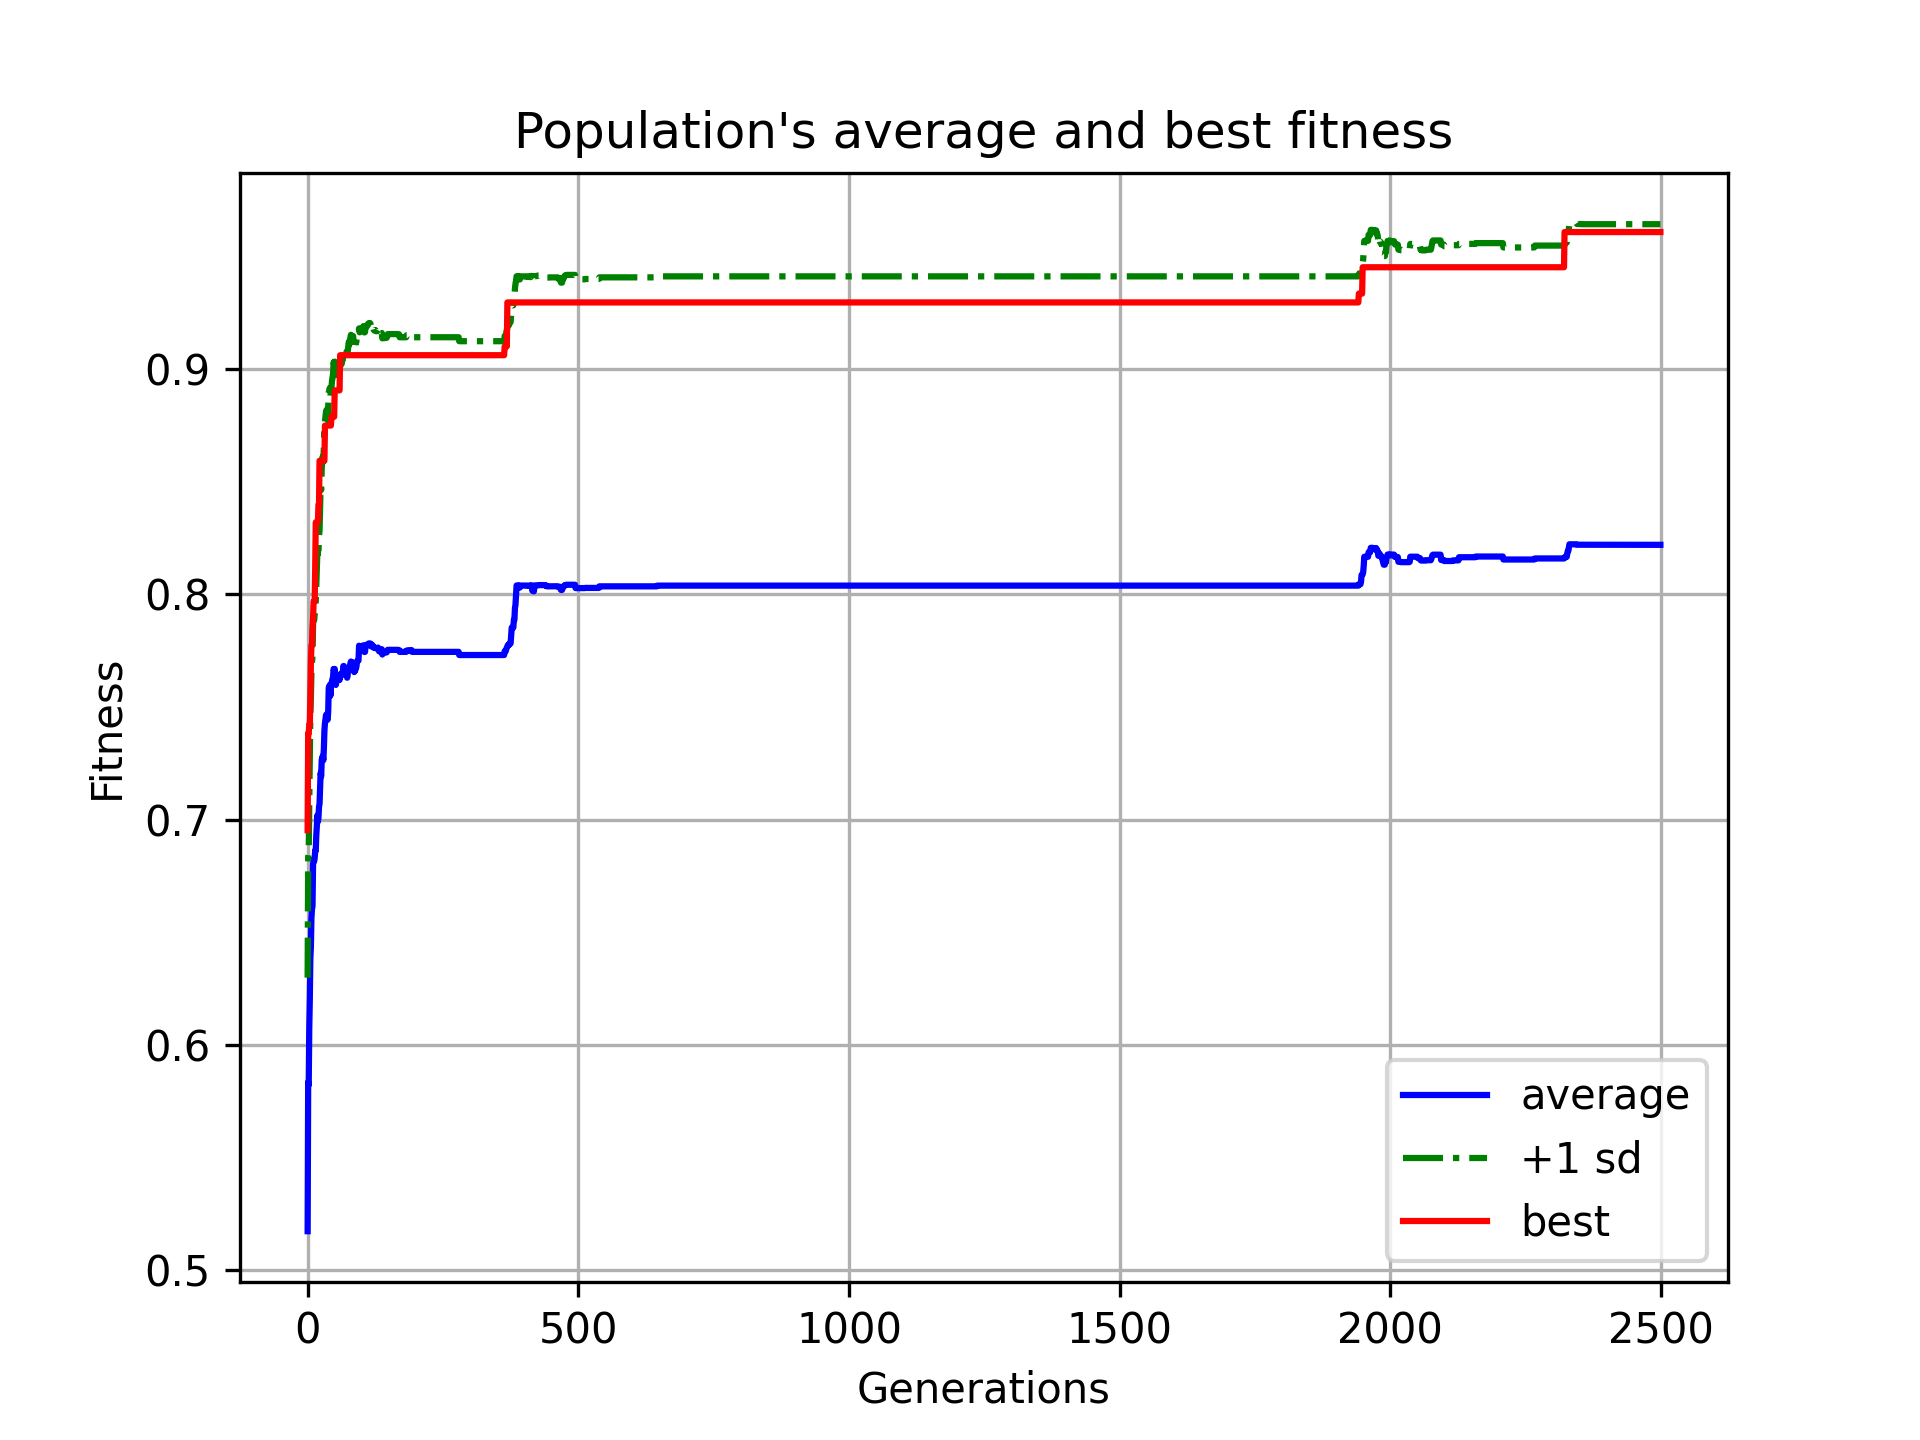 Population's average and best fitness
Fitness
0.9
0.8
0.7
0.6
0.5
average
+1 sd
best
0 500 1000 1500 2000 2500
Generations